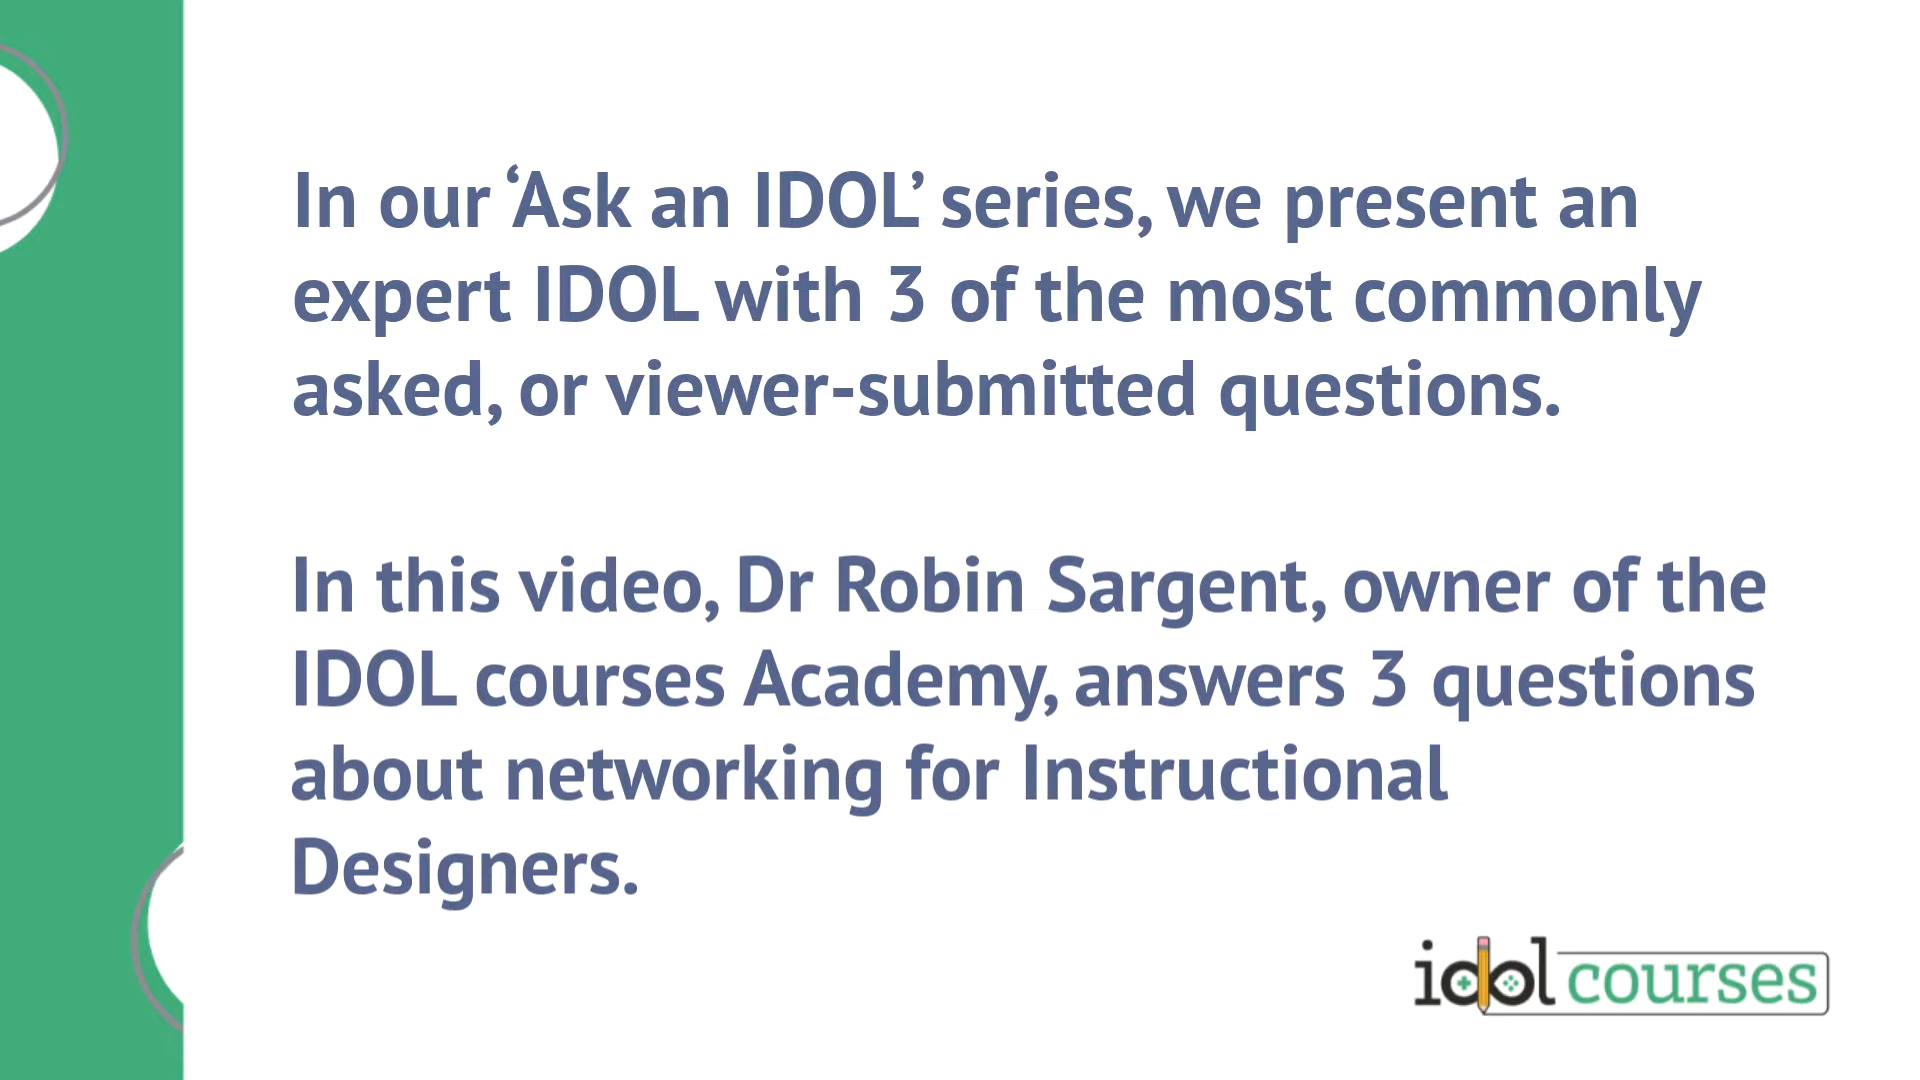 In our ‘Ask an IDOL’ series, we present an
expert IDOL with 3 of the most commonly
asked, or viewer-submitted questions.
In this video, Dr Robin Sargent, owner of the
IDOL courses Academy, answers 3 questions
about networking for Instructional
Designers.
idol courses